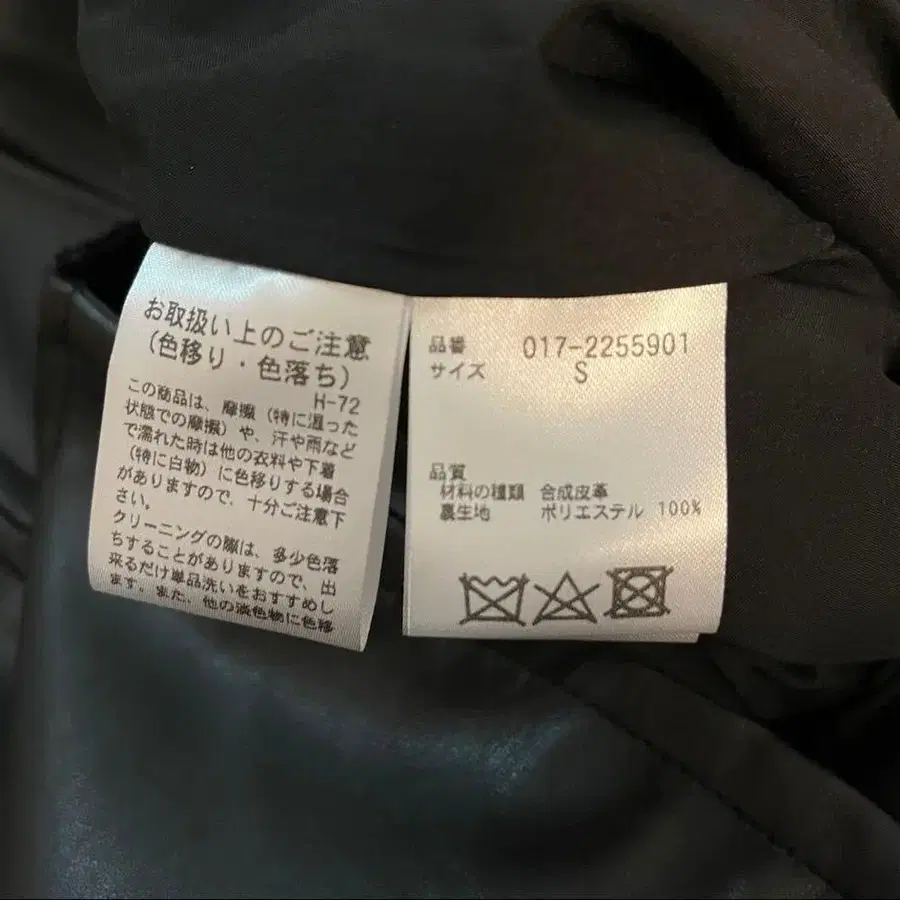 お取扱い上のご注意
(色移り・色落ち)
H-72
この商品は、摩擦(特に湿った
状態での摩擦)や、汗や雨など
で濡れた時は他の衣料や下着
(特に白物)に色移りする場合
がありますので、十分ご注意下
さい。
クリーニングの際は、多少色落
ちすることがありますので、出
来るだけ単品洗いをおすすめし
ます。また、他の淡色物に色移
品番 017-2255901
サイズ S
品質
材料の種類 合成皮革
裏生地 ポリエステル 100%